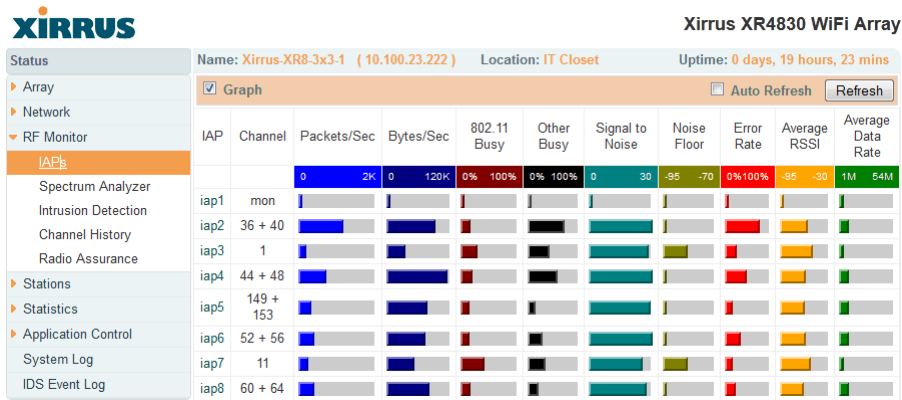 XIRRUS
Xirrus XR4830 WiFi Array
Status
Name: Xirrus-XR8-3x3-1 ( 10.100.23.222 ) Location: IT Closet Uptime: 0 days, 19 hours, 23 mins
Array
Network
RF Monitor
IAPs
Spectrum Analyzer
Intrusion Detection
Channel History
Radio Assurance
Stations
Statistics
Application Control
System Log
IDS Event Log
Graph Auto Refresh Refresh
IAP Channel Packets/Sec Bytes/Sec 802.11 Busy Other Busy Signal to Noise Noise Floor Error Rate Average RSSI Average Data Rate
0 2K 0 120K 0% 100% 0% 100% 0 30 -95 -70 0%100% -95 -30 1M 54M
iap1 mon
iap2 36 + 40
iap3 1
iap4 44 + 48
iap5 149 + 153
iap6 52 + 56
iap7 11
iap8 60 + 64